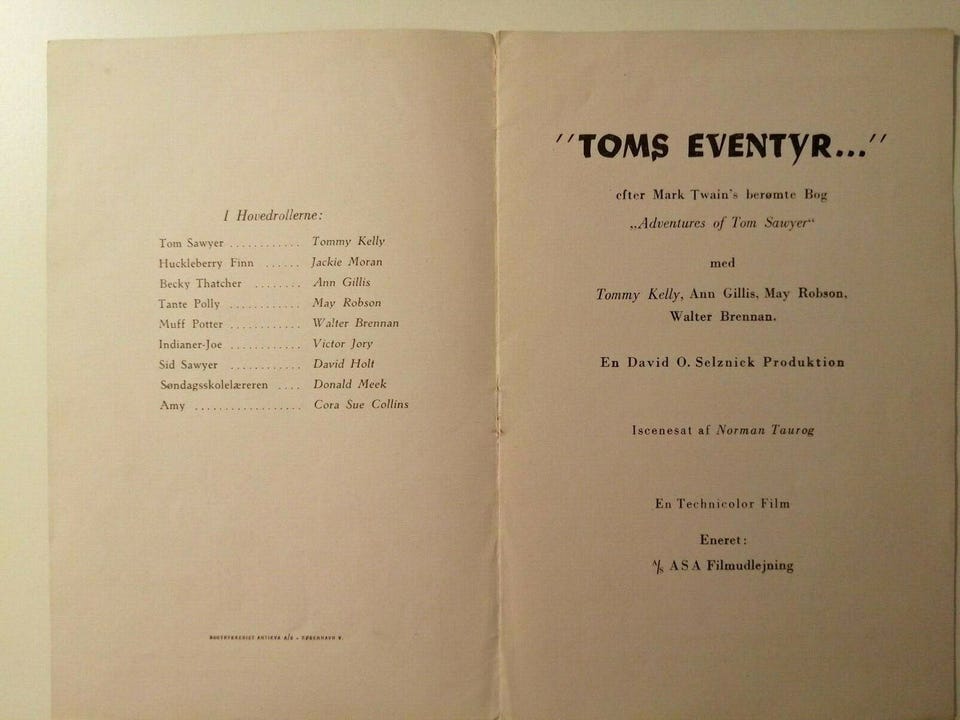 I Hovedrollerne:
Tom Sawyer ............ Tommy Kelly
Huckleberry Finn ...... Jackie Moran
Becky Thatcher ........ Ann Gillis
Tante Polly ............ May Robson
Muff Potter ............ Walter Brennan
Indianer-Joe ............ Victor Jory
Sid Sawyer ............ David Holt
Søndagsskolelæreren .... Donald Meek
Amy .................. Cora Sue Collins
BOGTRYKKERIET ANTIKVA A/S - KØBENHAVN V.
"TOMS EVENTYR..."
efter Mark Twain's berømte Bog
„Adventures of Tom Sawyer“
med
Tommy Kelly, Ann Gillis, May Robson,
Walter Brennan.
En David O. Selznick Produktion
Iscenesat af Norman Taurog
En Technicolor Film
Eneret:
A/S ASA Filmudlejning